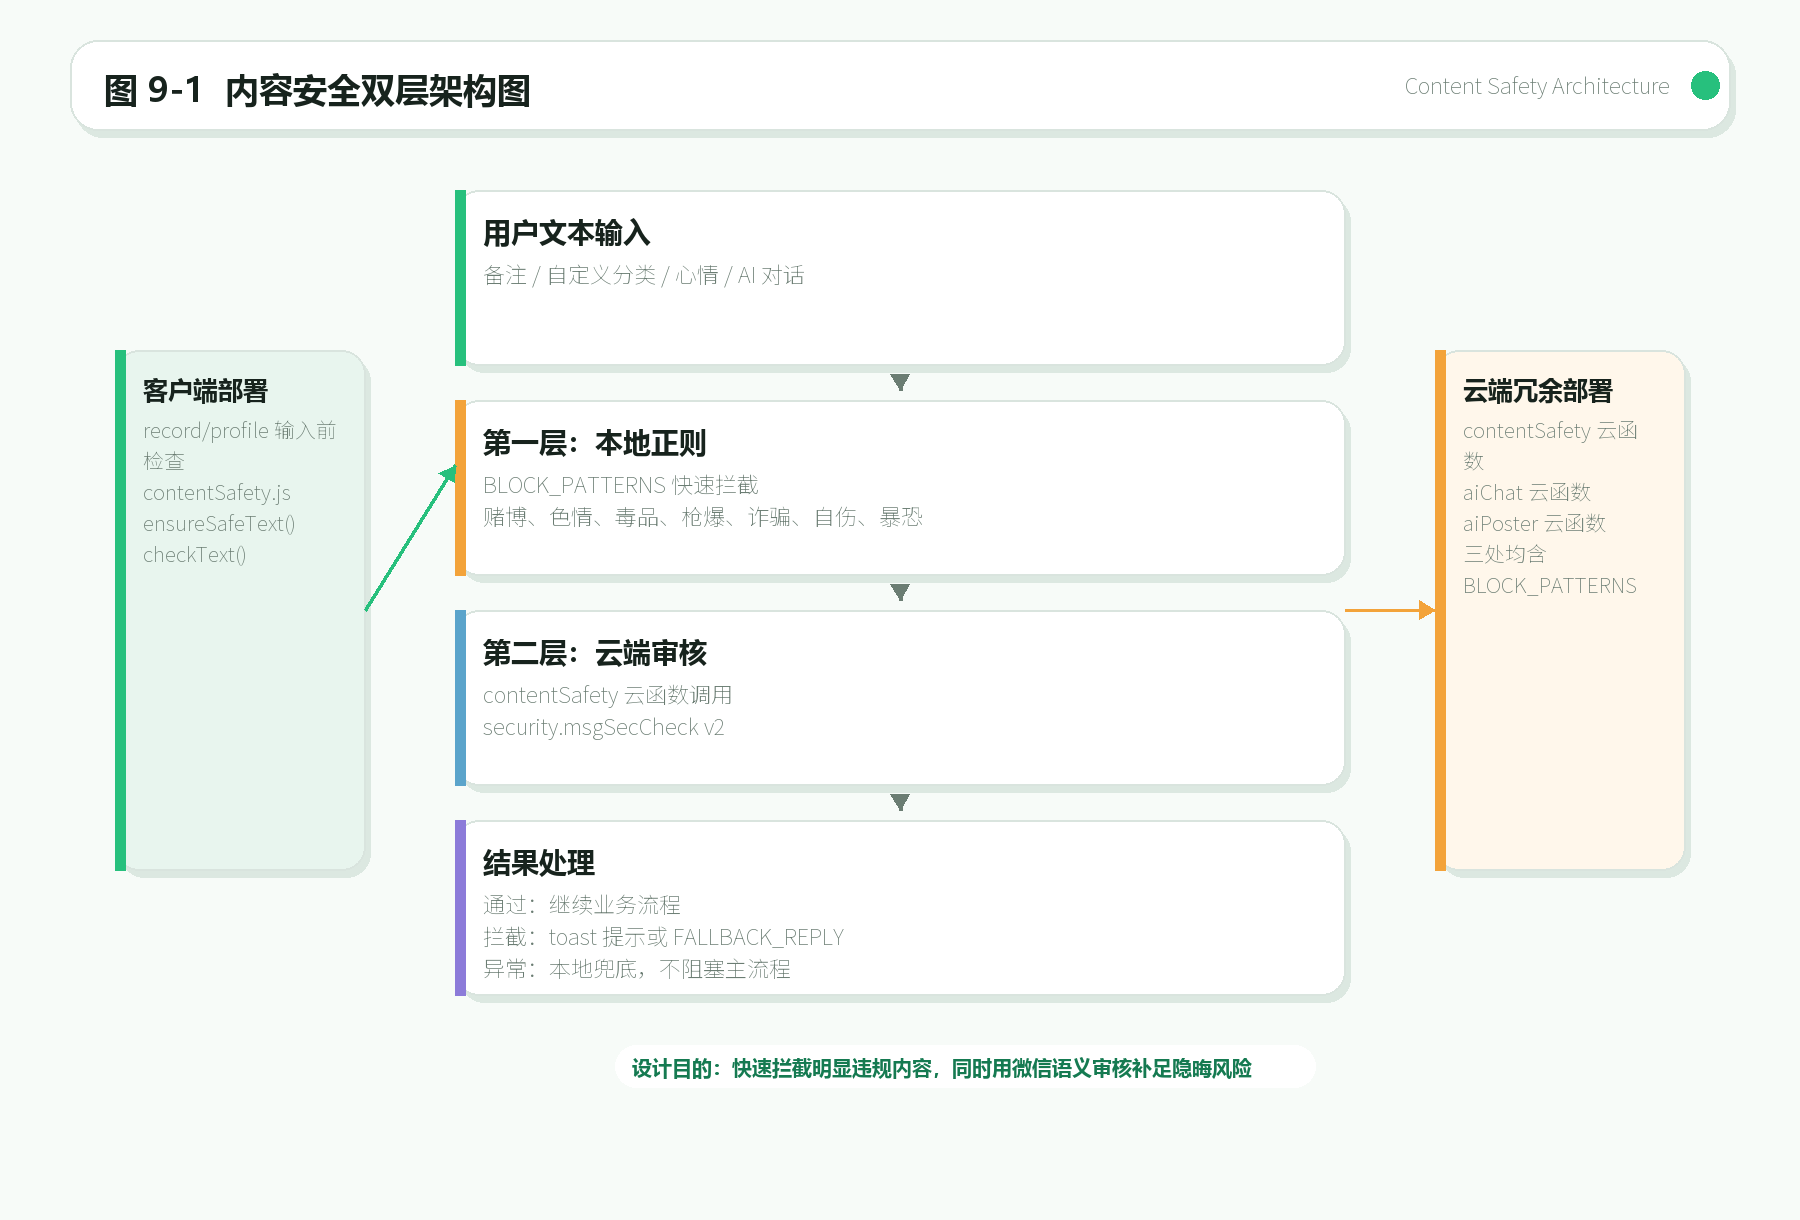 图 9-1 内容安全双层架构图
Content Safety Architecture
用户文本输入
备注 / 自定义分类 / 心情 / AI 对话
客户端部署
record/profile 输入前
检查
contentSafety.js
ensureSafeText()
checkText()
第一层：本地正则
BLOCK_PATTERNS 快速拦截
赌博、色情、毒品、枪爆、诈骗、自伤、暴恐
第二层：云端审核
contentSafety 云函数调用
security.msgSecCheck v2
结果处理
通过：继续业务流程
拦截：toast 提示或 FALLBACK_REPLY
异常：本地兜底，不阻塞主流程
云端冗余部署
contentSafety 云函
数
aiChat 云函数
aiPoster 云函数
三处均含
BLOCK_PATTERNS
设计目的：快速拦截明显违规内容，同时用微信语义审核补足隐晦风险